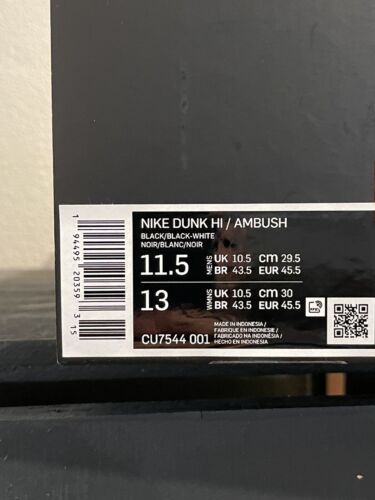 NIKE DUNK HI / AMBUSH
BLACK/BLACK-WHITE
NOIR/BLANC/NOIR
11.5 MENS UK 10.5 CM 29.5
BR 43.5 EUR 45.5
13 WMNS UK 10.5 CM 30
BR 43.5 EUR 45.5
MADE IN INDONESIA /
FABRIQUE EN INDONESIE /
FABRICADO NA INDONÉSIA /
HECHO EN INDONESIA
CU7544 001
1 94495 20359 3 15